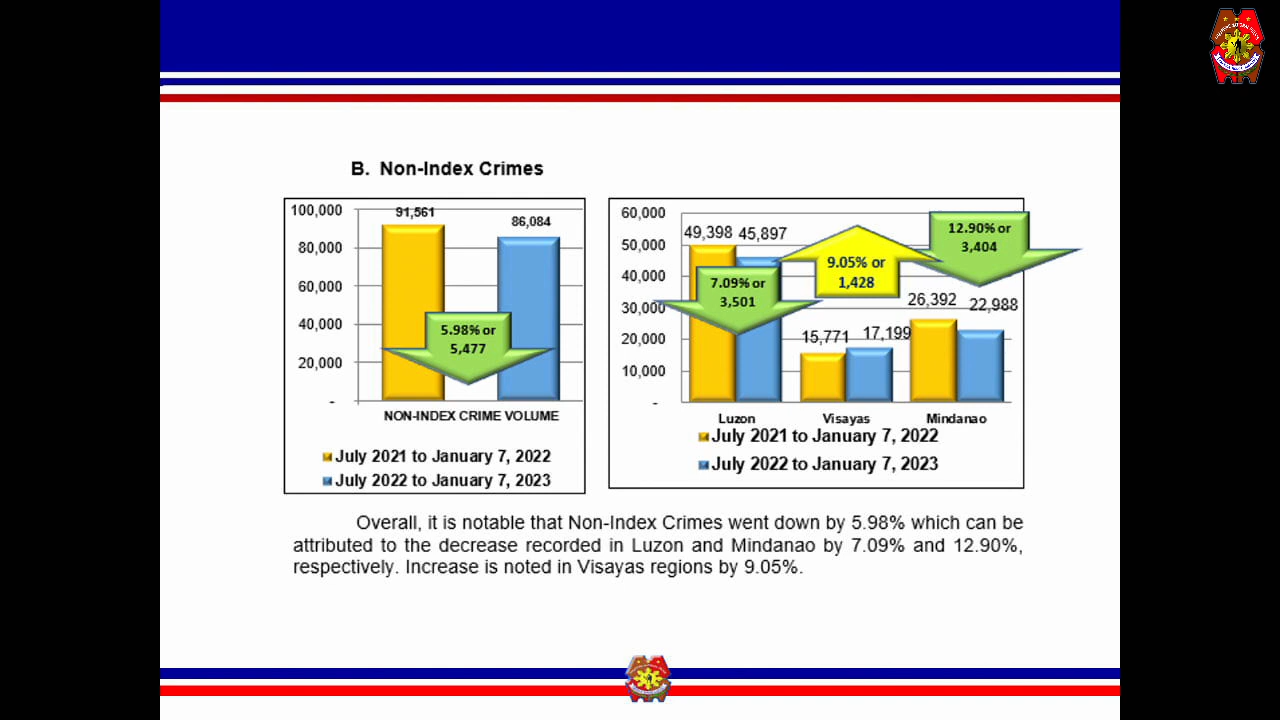 B. Non-Index Crimes
100,000
80,000
60,000
40,000
20,000
-
91,561
86,084
5.98% or
5,477
NON-INDEX CRIME VOLUME
July 2021 to January 7, 2022
July 2022 to January 7, 2023
60,000
50,000
40,000
30,000
20,000
10,000
-
49,398 45,897
7.09% or
3,501
9.05% or
1,428
15,771 17,199
12.90% or
3,404
26,392 22,988
Luzon Visayas Mindanao
July 2021 to January 7, 2022
July 2022 to January 7, 2023
Overall, it is notable that Non-Index Crimes went down by 5.98% which can be
attributed to the decrease recorded in Luzon and Mindanao by 7.09% and 12.90%,
respectively. Increase is noted in Visayas regions by 9.05%.